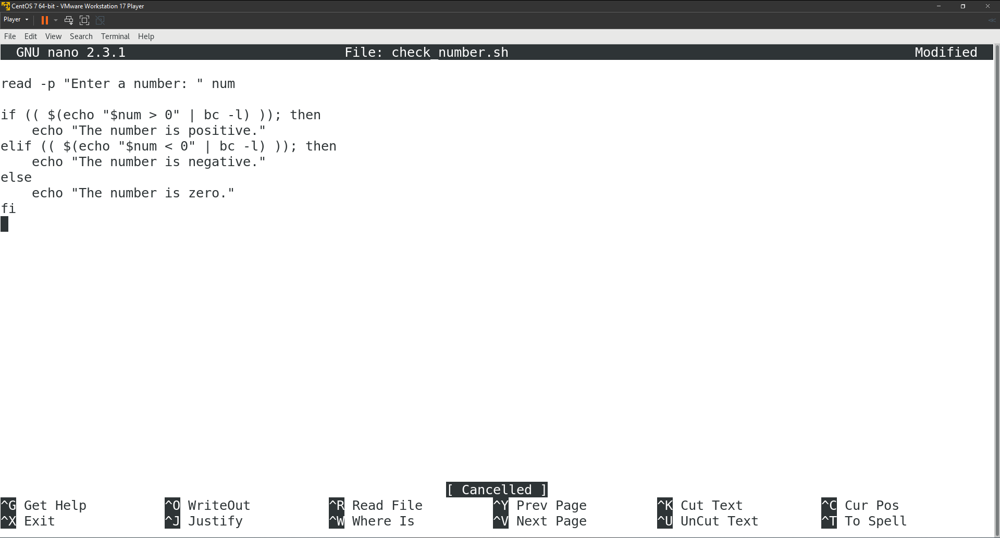 CentOS 7 64-bit - VMware Workstation 17 Player
Player
File Edit View Search Terminal Help
GNU nano 2.3.1 File: check_number.sh Modified
read -p "Enter a number: " num
if (( $(echo "$num > 0" | bc -l) )); then
    echo "The number is positive."
elif (( $(echo "$num < 0" | bc -l) )); then
    echo "The number is negative."
else
    echo "The number is zero."
fi
[ Cancelled ]
^G Get Help ^O WriteOut ^R Read File ^Y Prev Page ^K Cut Text ^C Cur Pos
^X Exit ^J Justify ^W Where Is ^V Next Page ^U UnCut Text ^T To Spell